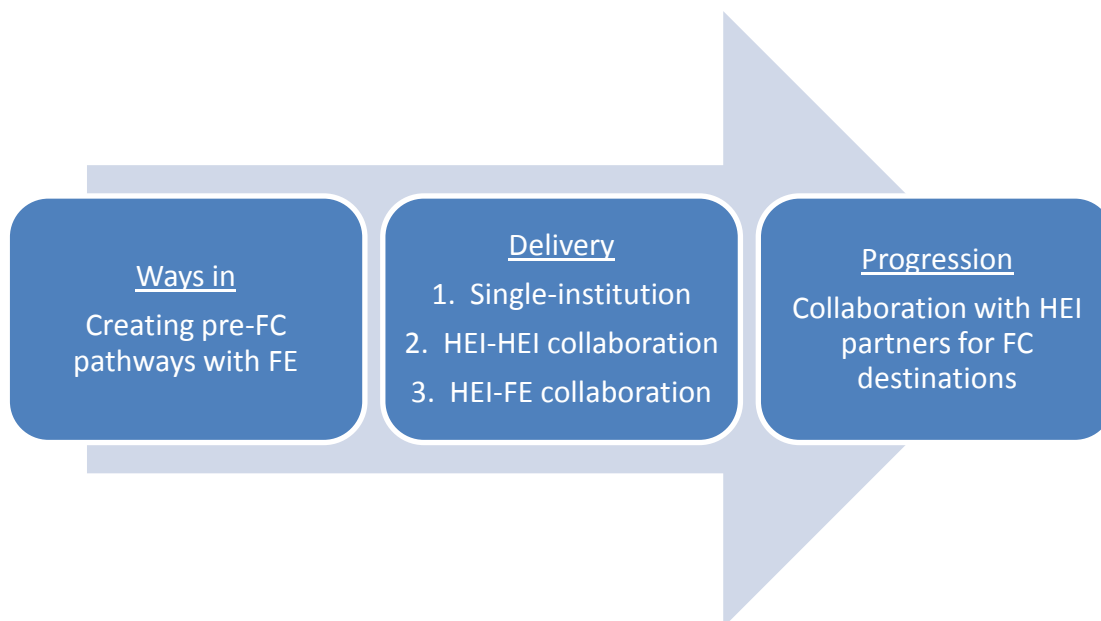 Ways in
Creating pre-FC
pathways with FE
Delivery
1. Single-institution
2. HEI-HEI collaboration
3. HEI-FE collaboration
Progression
Collaboration with HEI
partners for FC
destinations